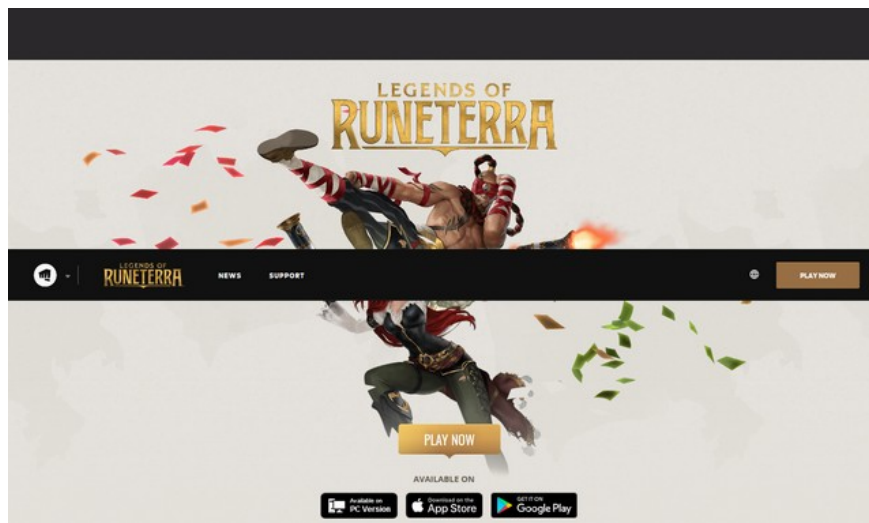 LEGENDS OF
RUNETERRA
LEGENDS OF
RUNETERRA
NEWS
SUPPORT
PLAY NOW
PLAY NOW
AVAILABLE ON
Available on
PC Version
Download on the
App Store
GET IT ON
Google Play